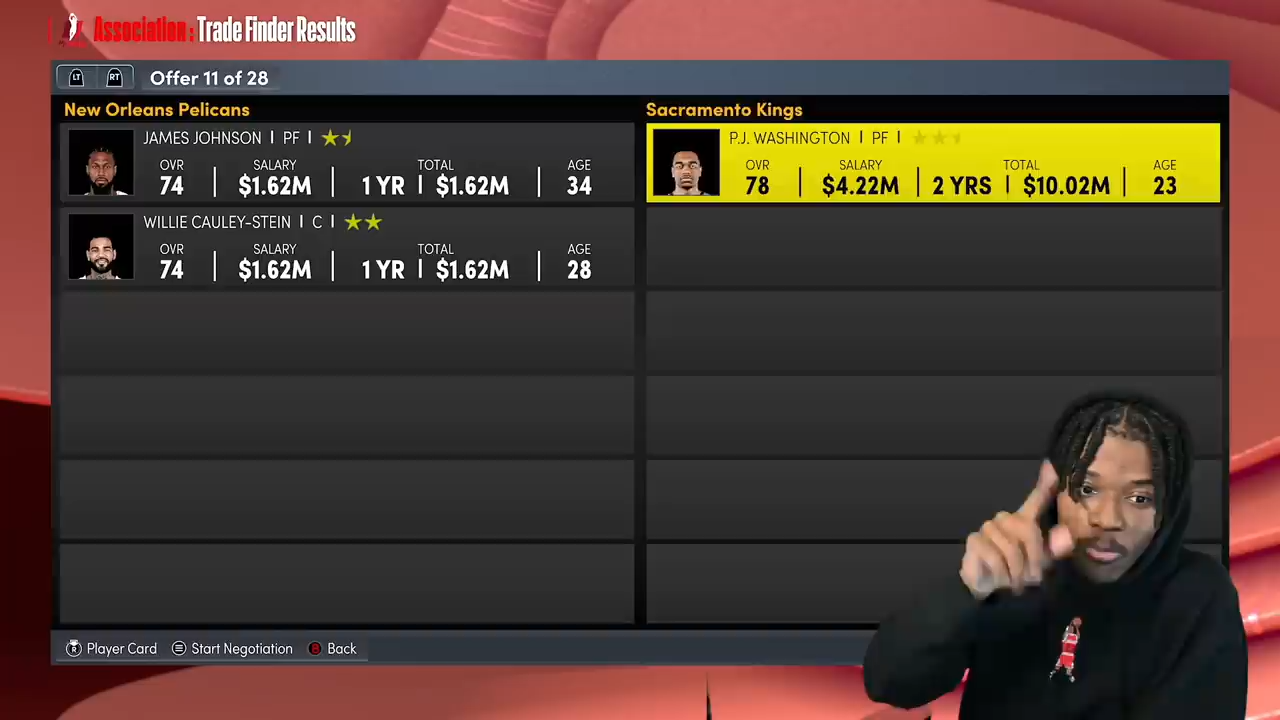 Association : Trade Finder Results
LT RT Offer 11 of 28
New Orleans Pelicans
JAMES JOHNSON | PF |
OVR SALARY TOTAL AGE
74 | $1.62M | 1 YR | $1.62M | 34
WILLIE CAULEY-STEIN | C |
OVR SALARY TOTAL AGE
74 | $1.62M | 1 YR | $1.62M | 28
Sacramento Kings
P.J. WASHINGTON | PF |
OVR SALARY TOTAL AGE
78 | $4.22M | 2 YRS | $10.02M | 23
R Player Card Start Negotiation B Back